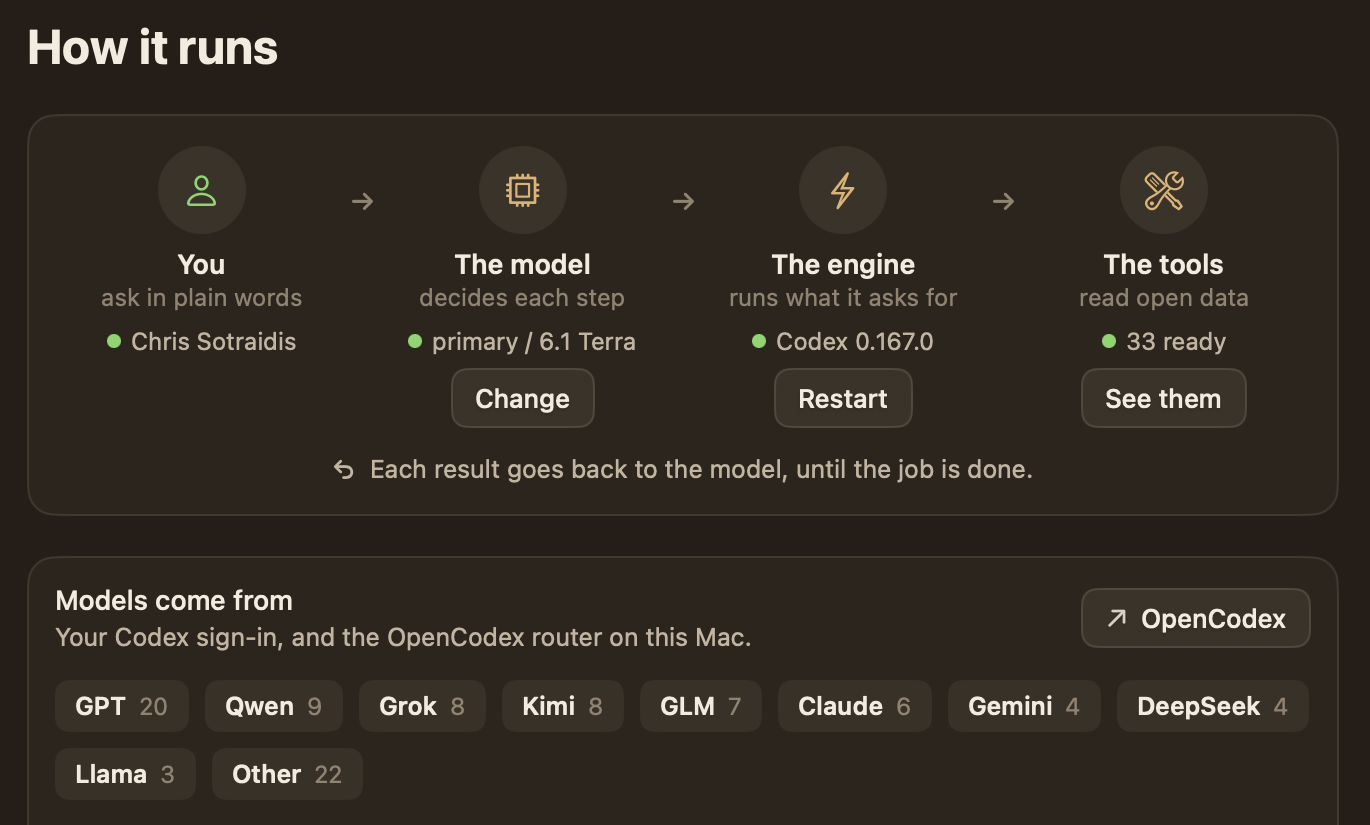 How it runs
You
ask in plain words
Chris Sotraidis
The model
decides each step
primary / 6.1 Terra
Change
The engine
runs what it asks for
Codex 0.167.0
Restart
The tools
read open data
33 ready
See them
Each result goes back to the model, until the job is done.
Models come from
Your Codex sign-in, and the OpenCodex router on this Mac.
OpenCodex
GPT 20
Qwen 9
Grok 8
Kimi 8
GLM 7
Claude 6
Gemini 4
DeepSeek 4
Llama 3
Other 22